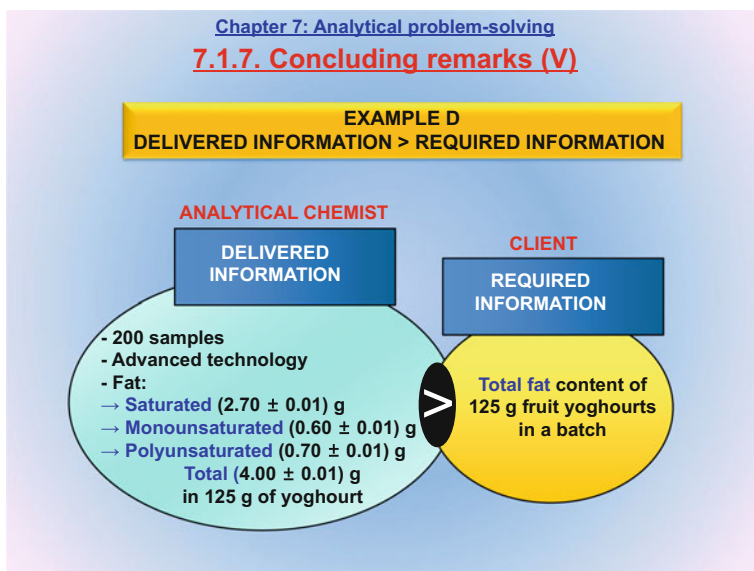 Chapter 7: Analytical problem-solving
7.1.7. Concluding remarks (V)
EXAMPLE D
DELIVERED INFORMATION > REQUIRED INFORMATION
ANALYTICAL CHEMIST
DELIVERED
INFORMATION
- 200 samples
- Advanced technology
- Fat:
→ Saturated (2.70 ± 0.01) g
→ Monounsaturated (0.60 ± 0.01) g
→ Polyunsaturated (0.70 ± 0.01) g
Total (4.00 ± 0.01) g
in 125 g of yoghourt
>
CLIENT
REQUIRED
INFORMATION
Total fat content of
125 g fruit yoghourts
in a batch